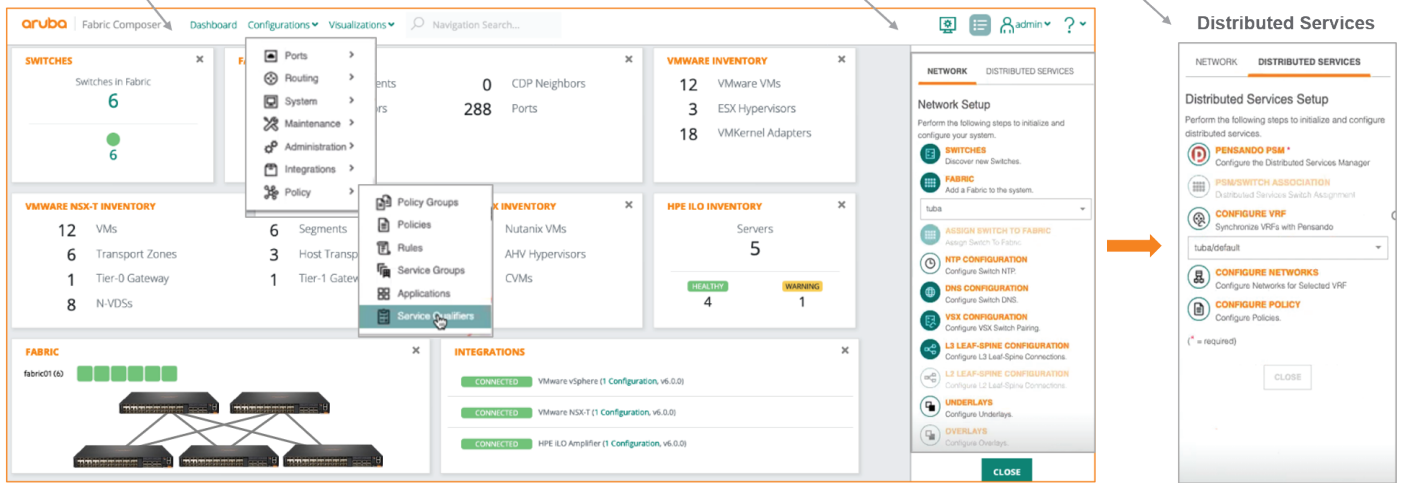 aruba Fabric Composer Dashboard Configurations Visualizations Navigation Search... admin ?
Distributed Services
SWITCHES
Switches in Fabric
6
6
Ports
Routing
System
Maintenance
Administration
Integrations
Policy
Policy Groups
Policies
Rules
Service Groups
Applications
Service Qualifiers
0 CDP Neighbors
288 Ports
VMWARE INVENTORY
12 VMware VMs
3 ESX Hypervisors
18 VMKernel Adapters
VMWARE NSX-T INVENTORY
12 VMs
6 Transport Zones
1 Tier-0 Gateway
8 N-VDSs
6 Segments
3 Host Transp
1 Tier-1 Gatew
X INVENTORY
Nutanix VMs
AHV Hypervisors
CVMs
HPE ILO INVENTORY
Servers
5
HEALTHY WARNING
4 1
FABRIC
fabric01 (6)
INTEGRATIONS
CONNECTED VMware vSphere (1 Configuration, v6.0.0)
CONNECTED VMware NSX-T (1 Configuration, v6.0.0)
CONNECTED HPE iLO Amplifier (1 Configuration, v6.0.0)
NETWORK DISTRIBUTED SERVICES
Network Setup
Perform the following steps to initialize and
configure your system.
SWITCHES
Discover new Switches.
FABRIC
Add a Fabric to the system.
tuba
ASSIGN SWITCH TO FABRIC
Assign Switch To Fabric.
NTP CONFIGURATION
Configure Switch NTP.
DNS CONFIGURATION
Configure Switch DNS.
VSX CONFIGURATION
Configure VSX Switch Pairing.
L3 LEAF-SPINE CONFIGURATION
Configure L3 Leaf-Spine Connections.
L2 LEAF-SPINE CONFIGURATION
Configure L2 Leaf-Spine Connections.
UNDERLAYS
Configure Underlays.
OVERLAYS
Configure Overlays.
CLOSE
NETWORK DISTRIBUTED SERVICES
Distributed Services Setup
Perform the following steps to initialize and configure
distributed services.
PENSANDO PSM *
Configure the Distributed Services Manager
PSM/SWITCH ASSOCIATION
Distributed Services Switch Assignment
CONFIGURE VRF
Synchronize VRFs with Pensando
tuba/default
CONFIGURE NETWORKS
Configure Networks for Selected VRF
CONFIGURE POLICY
Configure Policies.
(* = required)
CLOSE